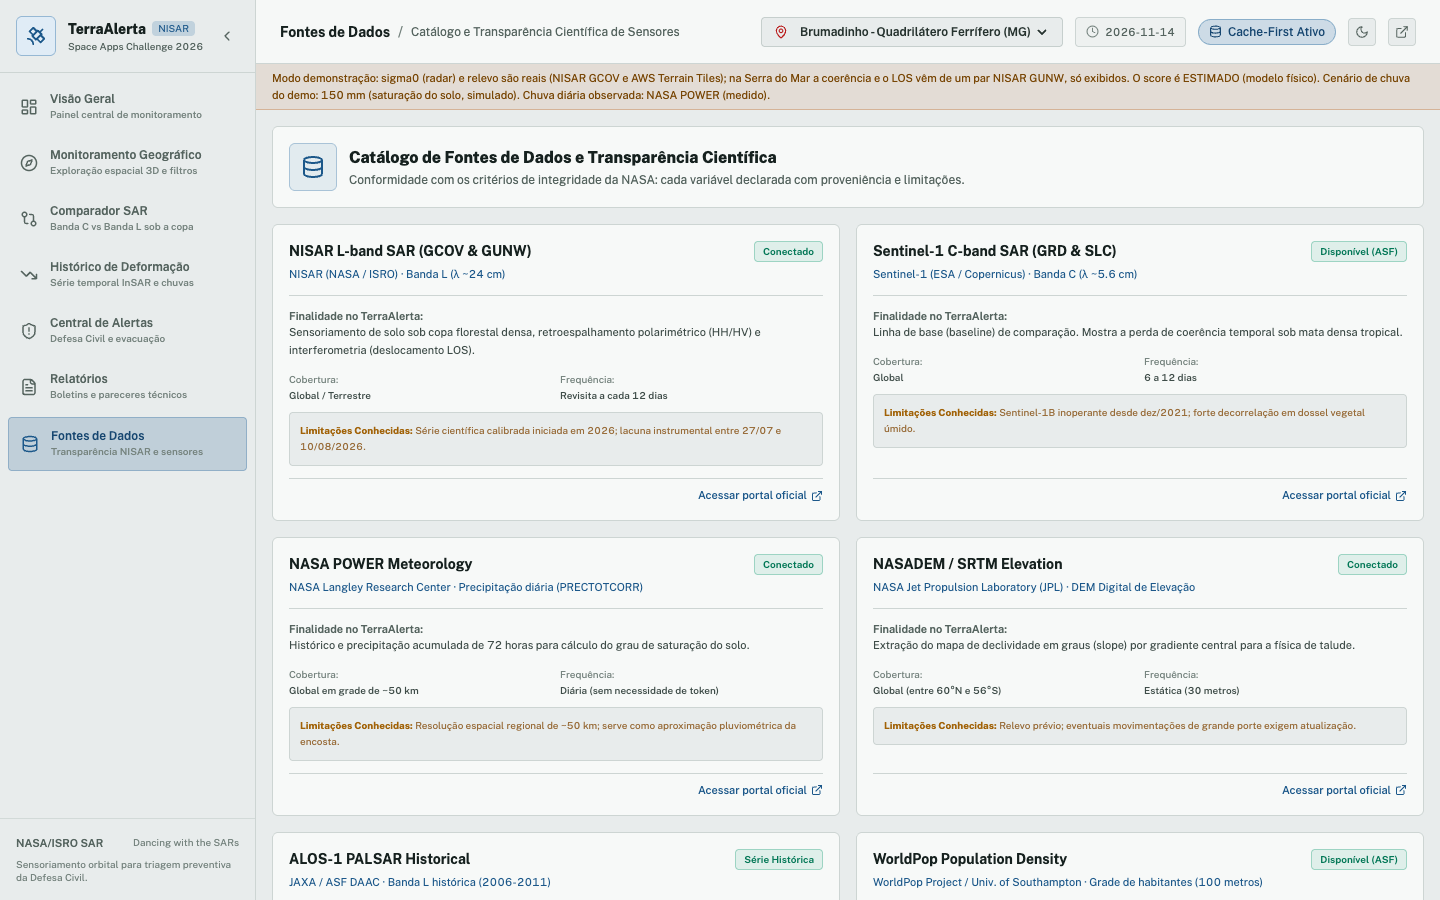 TerraAlerta NISAR
Space Apps Challenge 2026
Visão Geral
Painel central de monitoramento
Monitoramento Geográfico
Exploração espacial 3D e filtros
Comparador SAR
Banda C vs Banda L sob a copa
Histórico de Deformação
Série temporal InSAR e chuvas
Central de Alertas
Defesa Civil e evacuação
Relatórios
Boletins e pareceres técnicos
Fontes de Dados
Transparência NISAR e sensores
NASA/ISRO SAR Dancing with the SARs
Sensoriamento orbital para triagem preventiva
da Defesa Civil.
Fontes de Dados / Catálogo e Transparência Científica de Sensores
Brumadinho - Quadrilátero Ferrífero (MG)
2026-11-14
Cache-First Ativo
Modo demonstração: sigma0 (radar) e relevo são reais (NISAR GCOV e AWS Terrain Tiles); na Serra do Mar a coerência e o LOS vêm de um par NISAR GUNW, só exibidos. O score é ESTIMADO (modelo físico). Cenário de chuva
do demo: 150 mm (saturação do solo, simulado). Chuva diária observada: NASA POWER (medido).
Catálogo de Fontes de Dados e Transparência Científica
Conformidade com os critérios de integridade da NASA: cada variável declarada com proveniência e limitações.
NISAR L-band SAR (GCOV & GUNW)
Conectado
NISAR (NASA / ISRO) · Banda L (λ ~24 cm)
Finalidade no TerraAlerta:
Sensoriamento de solo sob copa florestal densa, retroespalhamento polarimétrico (HH/HV) e
interferometria (deslocamento LOS).
Cobertura: Frequência:
Global / Terrestre Revisita a cada 12 dias
Limitações Conhecidas: Série científica calibrada iniciada em 2026; lacuna instrumental entre 27/07 e
10/08/2026.
Acessar portal oficial
Sentinel-1 C-band SAR (GRD & SLC)
Disponível (ASF)
Sentinel-1 (ESA / Copernicus) · Banda C (λ ~5.6 cm)
Finalidade no TerraAlerta:
Linha de base (baseline) de comparação. Mostra a perda de coerência temporal sob mata densa tropical.
Cobertura: Frequência:
Global 6 a 12 dias
Limitações Conhecidas: Sentinel-1B inoperante desde dez/2021; forte decorrelação em dossel vegetal
úmido.
Acessar portal oficial
NASA POWER Meteorology
Conectado
NASA Langley Research Center · Precipitação diária (PRECTOTCORR)
Finalidade no TerraAlerta:
Histórico e precipitação acumulada de 72 horas para cálculo do grau de saturação do solo.
Cobertura: Frequência:
Global em grade de ~50 km Diária (sem necessidade de token)
Limitações Conhecidas: Resolução espacial regional de ~50 km; serve como aproximação pluviométrica da
encosta.
Acessar portal oficial
NASADEM / SRTM Elevation
Conectado
NASA Jet Propulsion Laboratory (JPL) · DEM Digital de Elevação
Finalidade no TerraAlerta:
Extração do mapa de declividade em graus (slope) por gradiente central para a física de talude.
Cobertura: Frequência:
Global (entre 60°N e 56°S) Estática (30 metros)
Limitações Conhecidas: Relevo prévio; eventuais movimentações de grande porte exigem atualização.
Acessar portal oficial
ALOS-1 PALSAR Historical
Série Histórica
JAXA / ASF DAAC · Banda L histórica (2006-2011)
WorldPop Population Density
Disponível (ASF)
WorldPop Project / Univ. of Southampton · Grade de habitantes (100 metros)